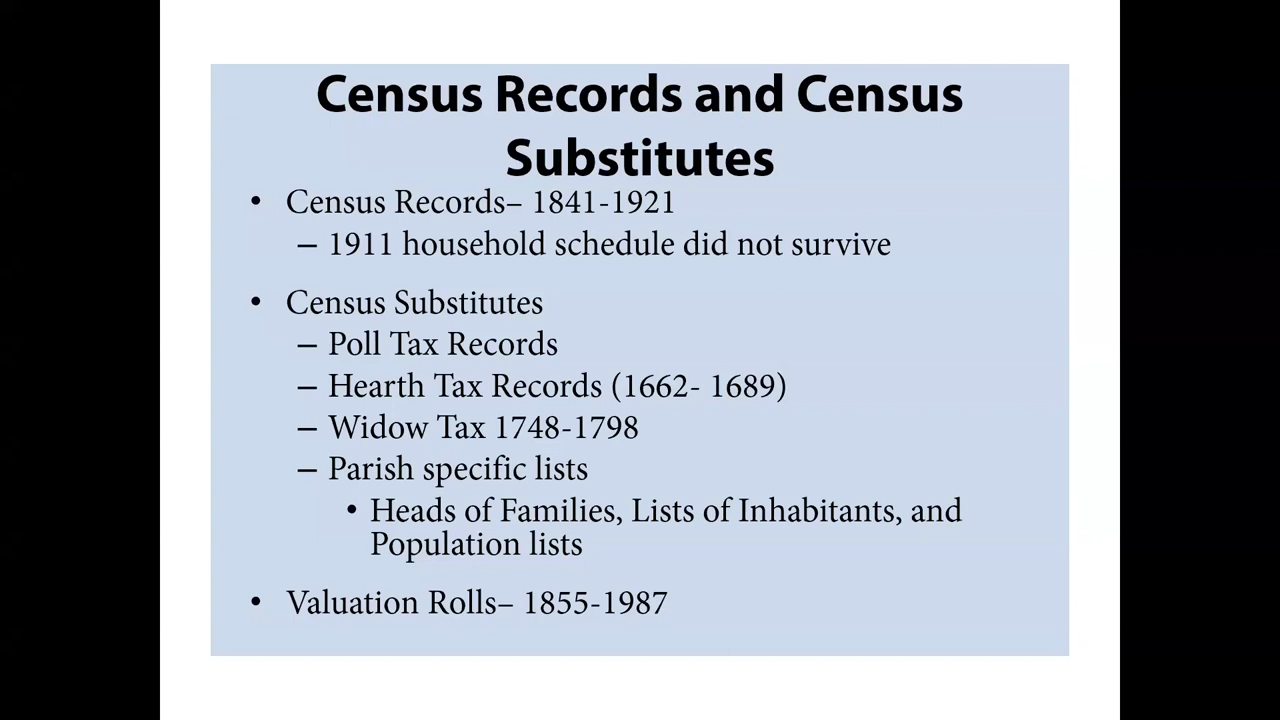 Census Records and Census
Substitutes
• Census Records– 1841-1921
– 1911 household schedule did not survive
• Census Substitutes
– Poll Tax Records
– Hearth Tax Records (1662- 1689)
– Widow Tax 1748-1798
– Parish specific lists
• Heads of Families, Lists of Inhabitants, and
Population lists
• Valuation Rolls– 1855-1987